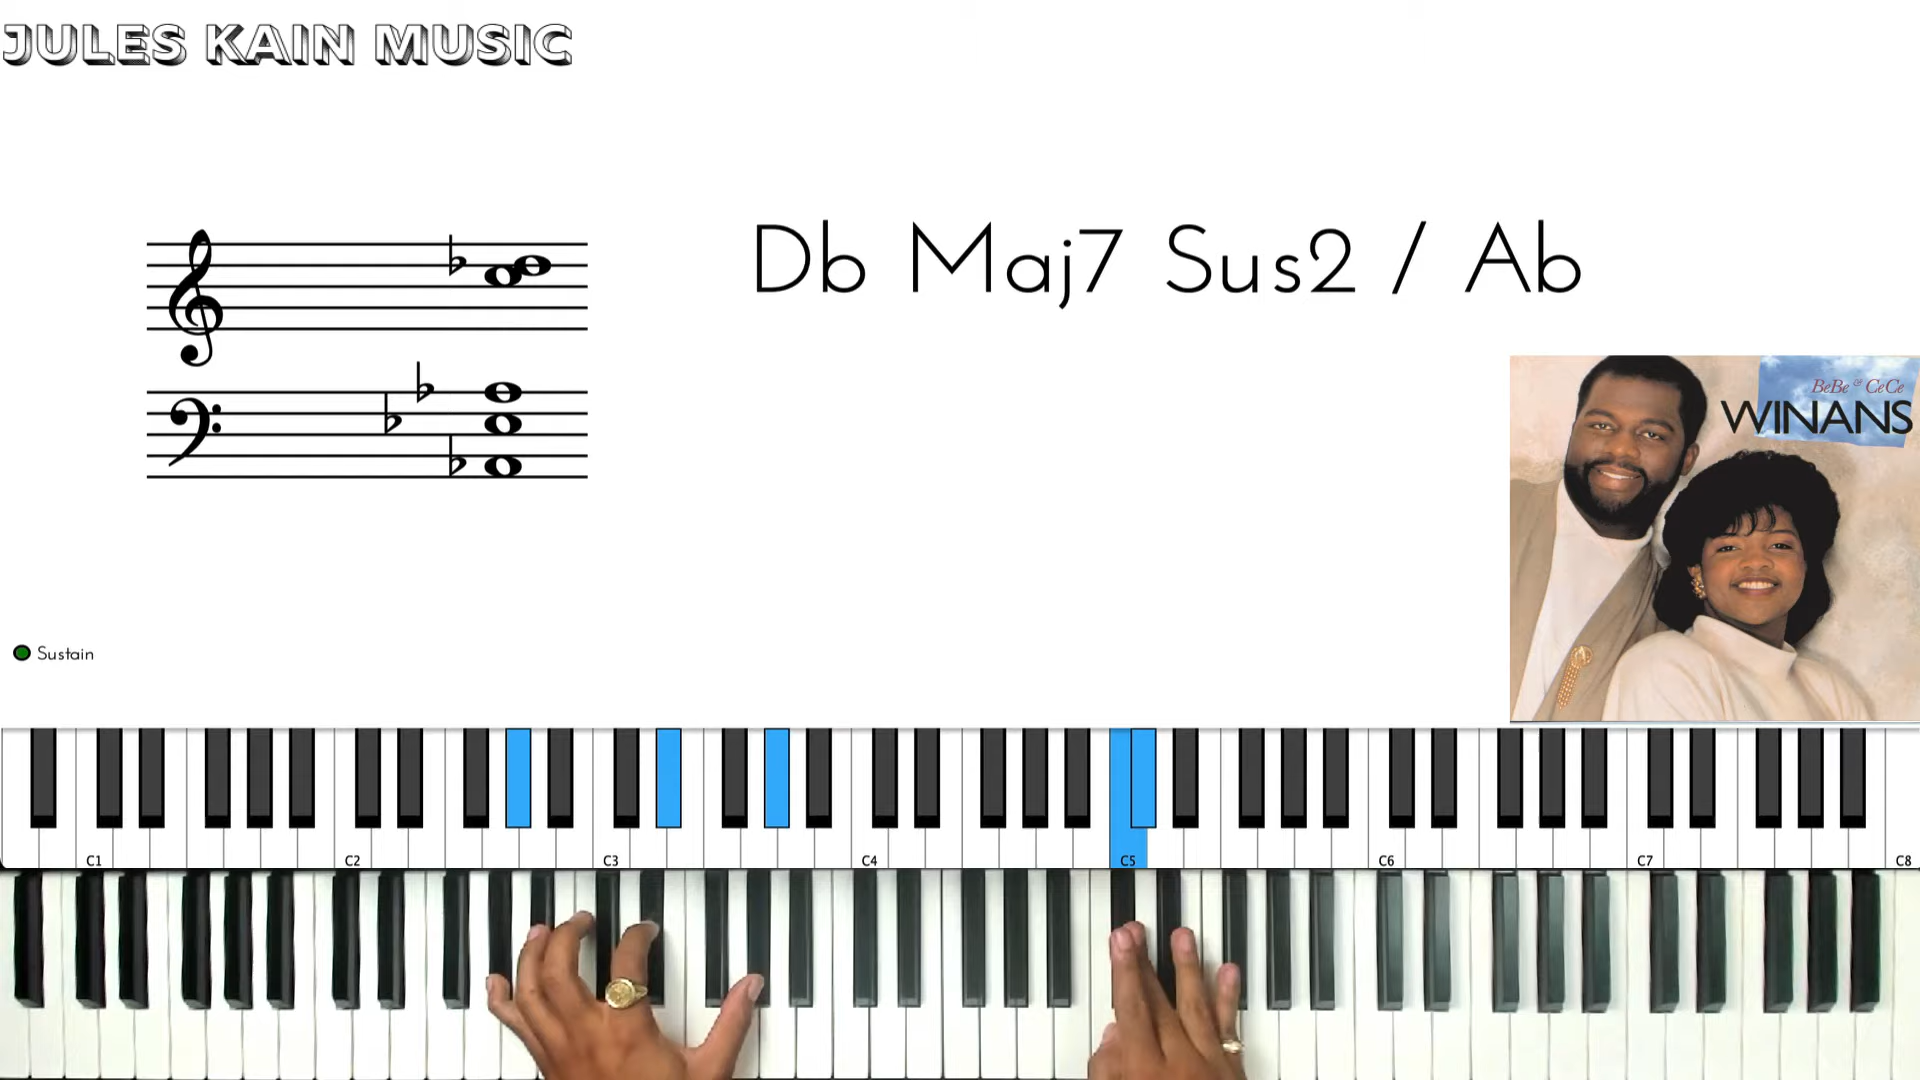 JULES KAIN MUSIC
Db Maj7 Sus2 / Ab
BeBe & CeCe
WINANS
Sustain
C1 C2 C3 C4 C5 C6 C7 C8